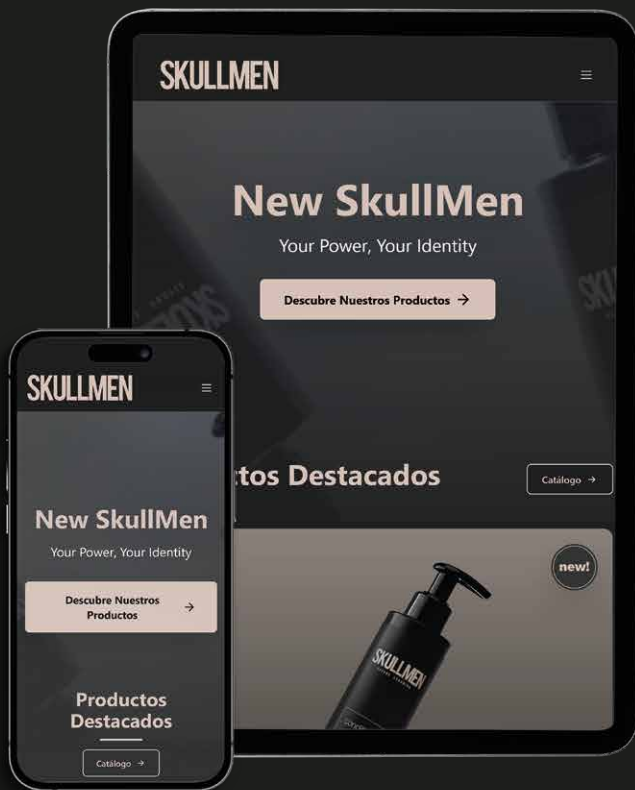 SKULLMEN
New SkullMen
Your Power, Your Identity
Descubre Nuestros Productos →
tos Destacados
Catálogo →
new!
SKULLMEN
SKULLMEN
New SkullMen
Your Power, Your Identity
Descubre Nuestros
Productos →
Productos
Destacados
Catálogo →